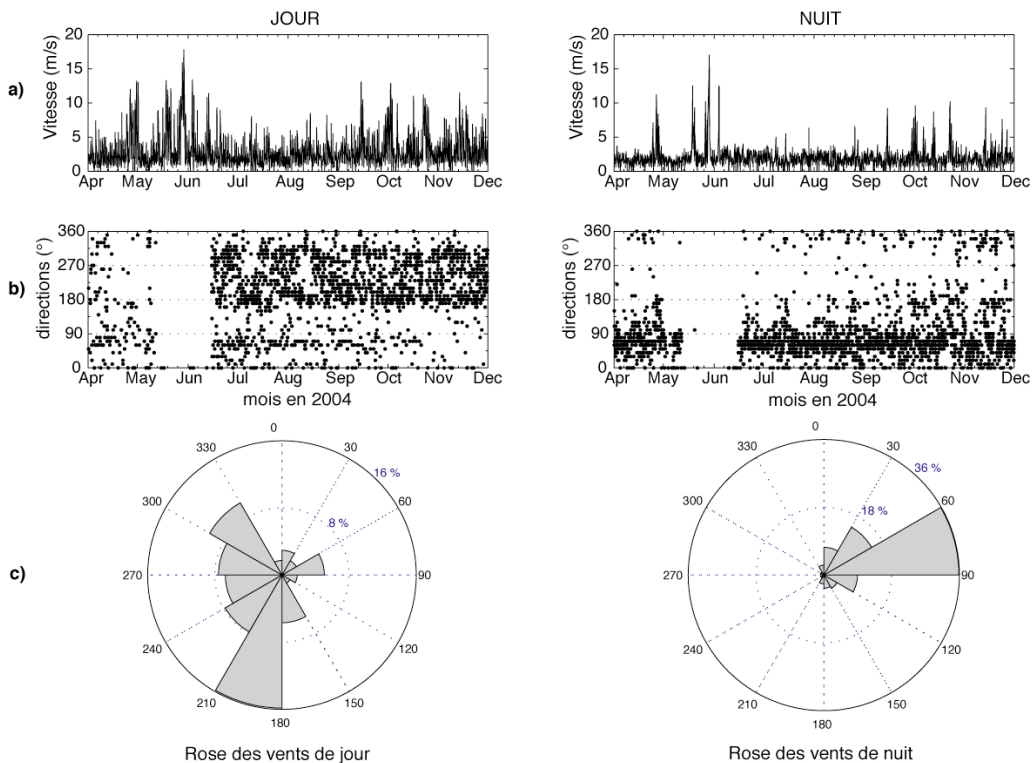 JOUR
NUIT
a)
Vitesse (m/s)
20
15
10
5
0
Apr May Jun Jul Aug Sep Oct Nov Dec
Vitesse (m/s)
20
15
10
5
0
Apr May Jun Jul Aug Sep Oct Nov Dec
b)
directions (°)
360
270
180
90
0
Apr May Jun Jul Aug Sep Oct Nov Dec
mois en 2004
directions (°)
360
270
180
90
0
Apr May Jun Jul Aug Sep Oct Nov Dec
mois en 2004
c)
0
30
60
90
120
150
180
210
240
270
300
330
16 %
8 %
Rose des vents de jour
0
30
60
90
120
150
180
210
240
270
300
330
36 %
18 %
Rose des vents de nuit